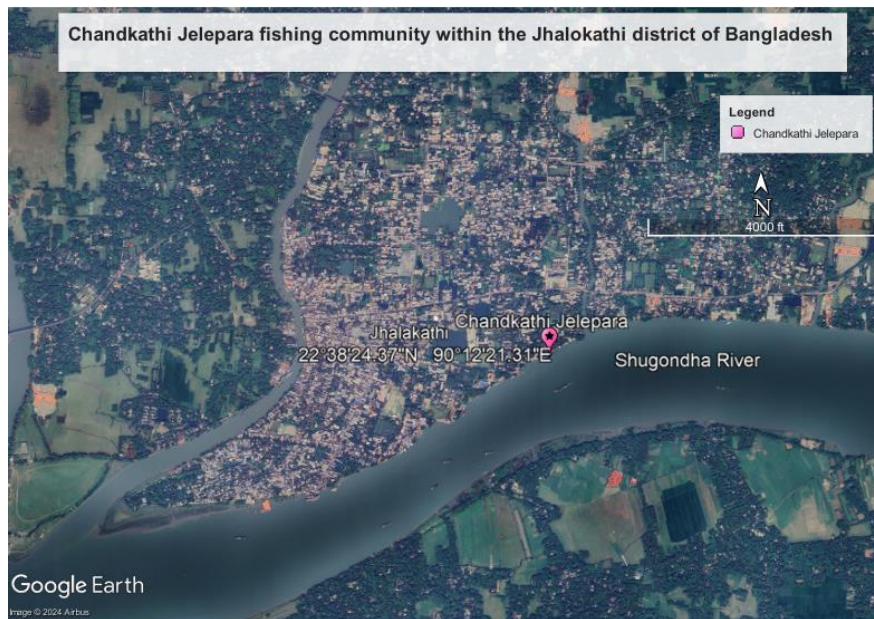 Chandkathi Jelepara fishing community within the Jhalokathi district of Bangladesh
Legend
Chandkathi Jelepara
N
4000 ft
Chandkathi Jelepara
Jhalakathi
22°38'24.37"N 90°12'21.31"E
Shugondha River
Google Earth
Image © 2024 Airbus